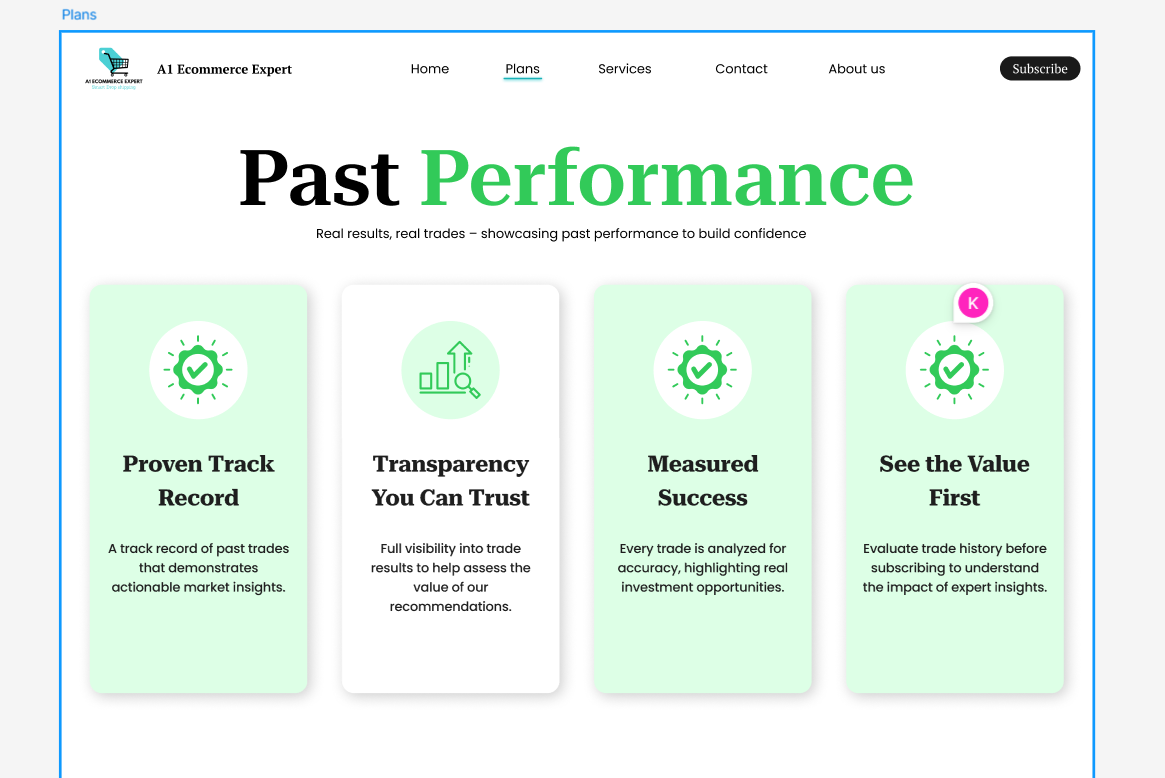 Plans
A1 ECOMMERCE EXPERT
Smart Drop shipping
A1 Ecommerce Expert
Home
Plans
Services
Contact
About us
Subscribe
Past Performance
Real results, real trades – showcasing past performance to build confidence
K
Proven Track
Record
A track record of past trades
that demonstrates
actionable market insights.
Transparency
You Can Trust
Full visibility into trade
results to help assess the
value of our
recommendations.
Measured
Success
Every trade is analyzed for
accuracy, highlighting real
investment opportunities.
See the Value
First
Evaluate trade history before
subscribing to understand
the impact of expert insights.